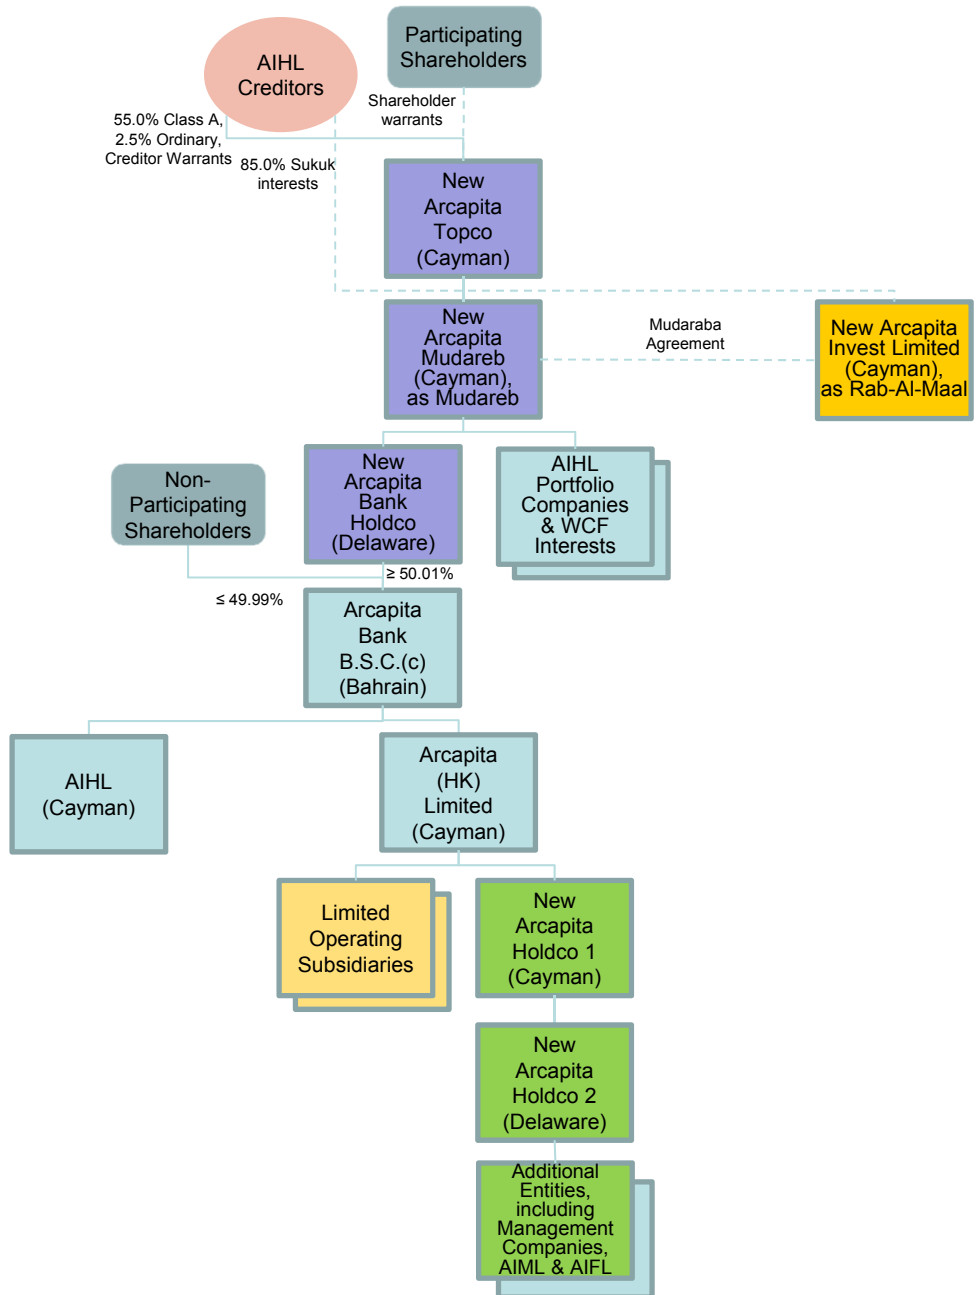 AIHL
Creditors
Participating
Shareholders
Shareholder
warrants
55.0% Class A,
2.5% Ordinary,
Creditor Warrants
85.0% Sukuk
interests
New
Arcapita
Topco
(Cayman)
New
Arcapita
Mudareb
(Cayman),
as Mudareb
Mudaraba
Agreement
New Arcapita
Invest Limited
(Cayman),
as Rab-Al-Maal
Non-
Participating
Shareholders
New
Arcapita
Bank
Holdco
(Delaware)
AIHL
Portfolio
Companies
& WCF
Interests
≥ 50.01%
≤ 49.99%
Arcapita
Bank
B.S.C.(c)
(Bahrain)
AIHL
(Cayman)
Arcapita
(HK)
Limited
(Cayman)
Limited
Operating
Subsidiaries
New
Arcapita
Holdco 1
(Cayman)
New
Arcapita
Holdco 2
(Delaware)
Additional
Entities,
including
Management
Companies,
AIML & AIFL